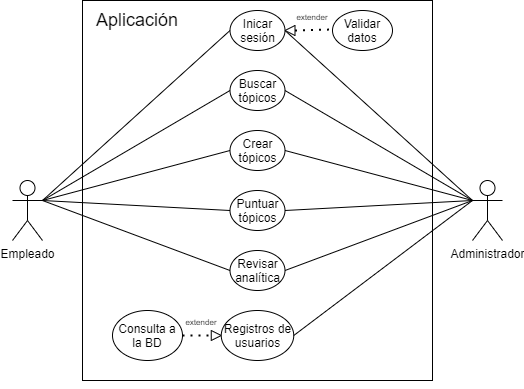 Aplicación
Inicar
sesión
extender
Validar
datos
Buscar
tópicos
Crear
tópicos
Puntuar
tópicos
Empleado
Administrador
Revisar
analítica
Consulta a
la BD
extender
Registros de
usuarios